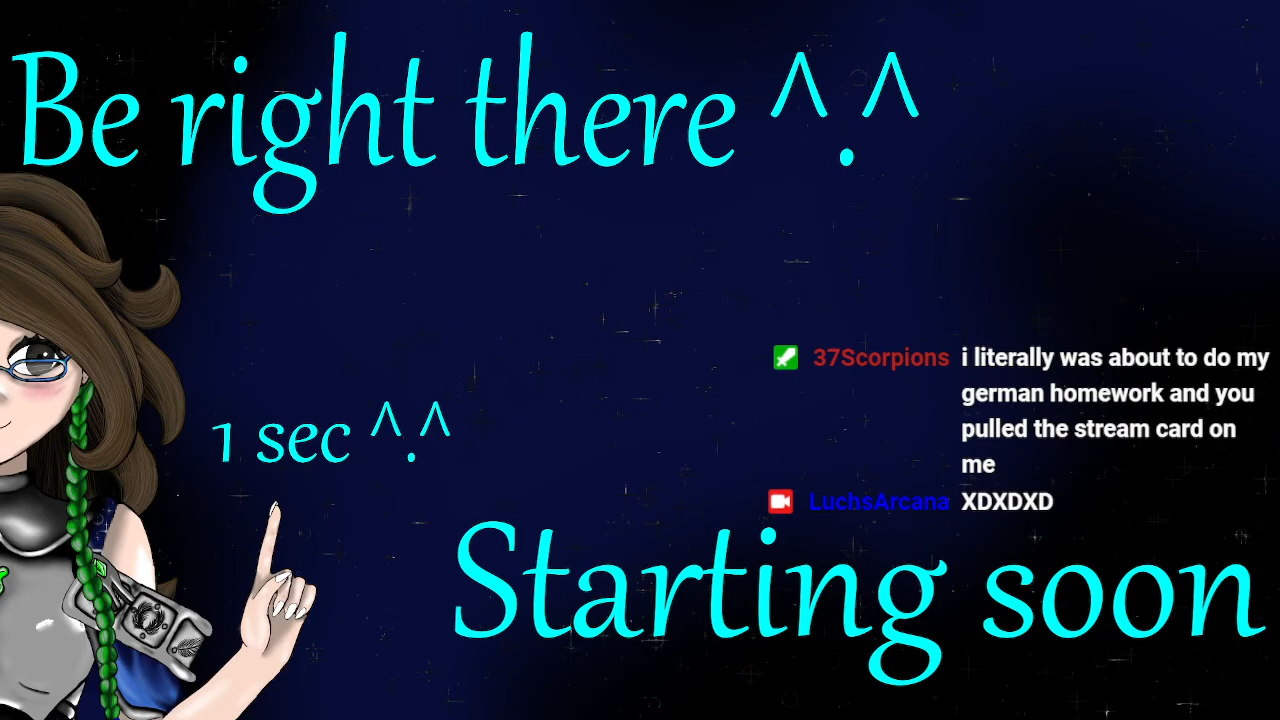 Be right there ^.^
37Scorpions i literally was about to do my
german homework and you
pulled the stream card on
me
1 sec ^.^
LuchsArcana XDXDXD
Starting soon